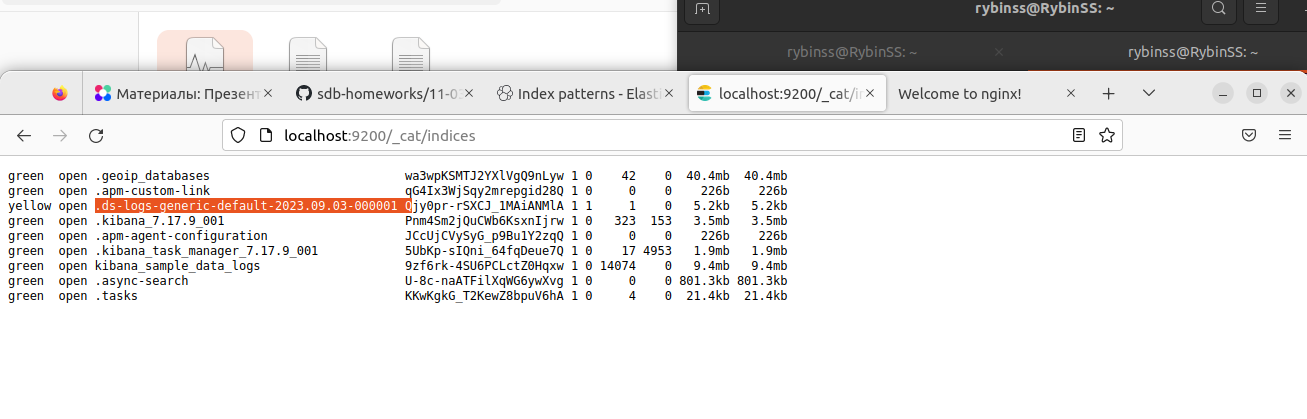 rybinss@RybinSS: ~
rybinss@RybinSS: ~ × rybinss@RybinSS: ~
Материалы: Презент × sdb-homeworks/11-0 × Index patterns - Elasti × localhost:9200/_cat/in × Welcome to nginx! ×
localhost:9200/_cat/indices
green open .geoip_databases wa3wpKSMTJ2YXlVgQ9nLyw 1 0 42 0 40.4mb 40.4mb
green open .apm-custom-link qG4Ix3WjSqy2mrepgid28Q 1 0 0 0 226b 226b
yellow open .ds-logs-generic-default-2023.09.03-000001 Qjy0pr-rSXCJ_1MAiANMlA 1 1 1 0 5.2kb 5.2kb
green open .kibana_7.17.9_001 Pnm4Sm2jQuCWb6KsxnIjrw 1 0 323 153 3.5mb 3.5mb
green open .apm-agent-configuration JCcUjCVySyG_p9Bu1Y2zqQ 1 0 0 0 226b 226b
green open .kibana_task_manager_7.17.9_001 5UbKp-sIQni_64fqDeue7Q 1 0 17 4953 1.9mb 1.9mb
green open kibana_sample_data_logs 9zf6rk-4SU6PCLctZ0Hqxw 1 0 14074 0 9.4mb 9.4mb
green open .async-search U-8c-naATFilXqWG6ywXvg 1 0 0 0 801.3kb 801.3kb
green open .tasks KKwKgkG_T2KewZ8bpuV6hA 1 0 4 0 21.4kb 21.4kb